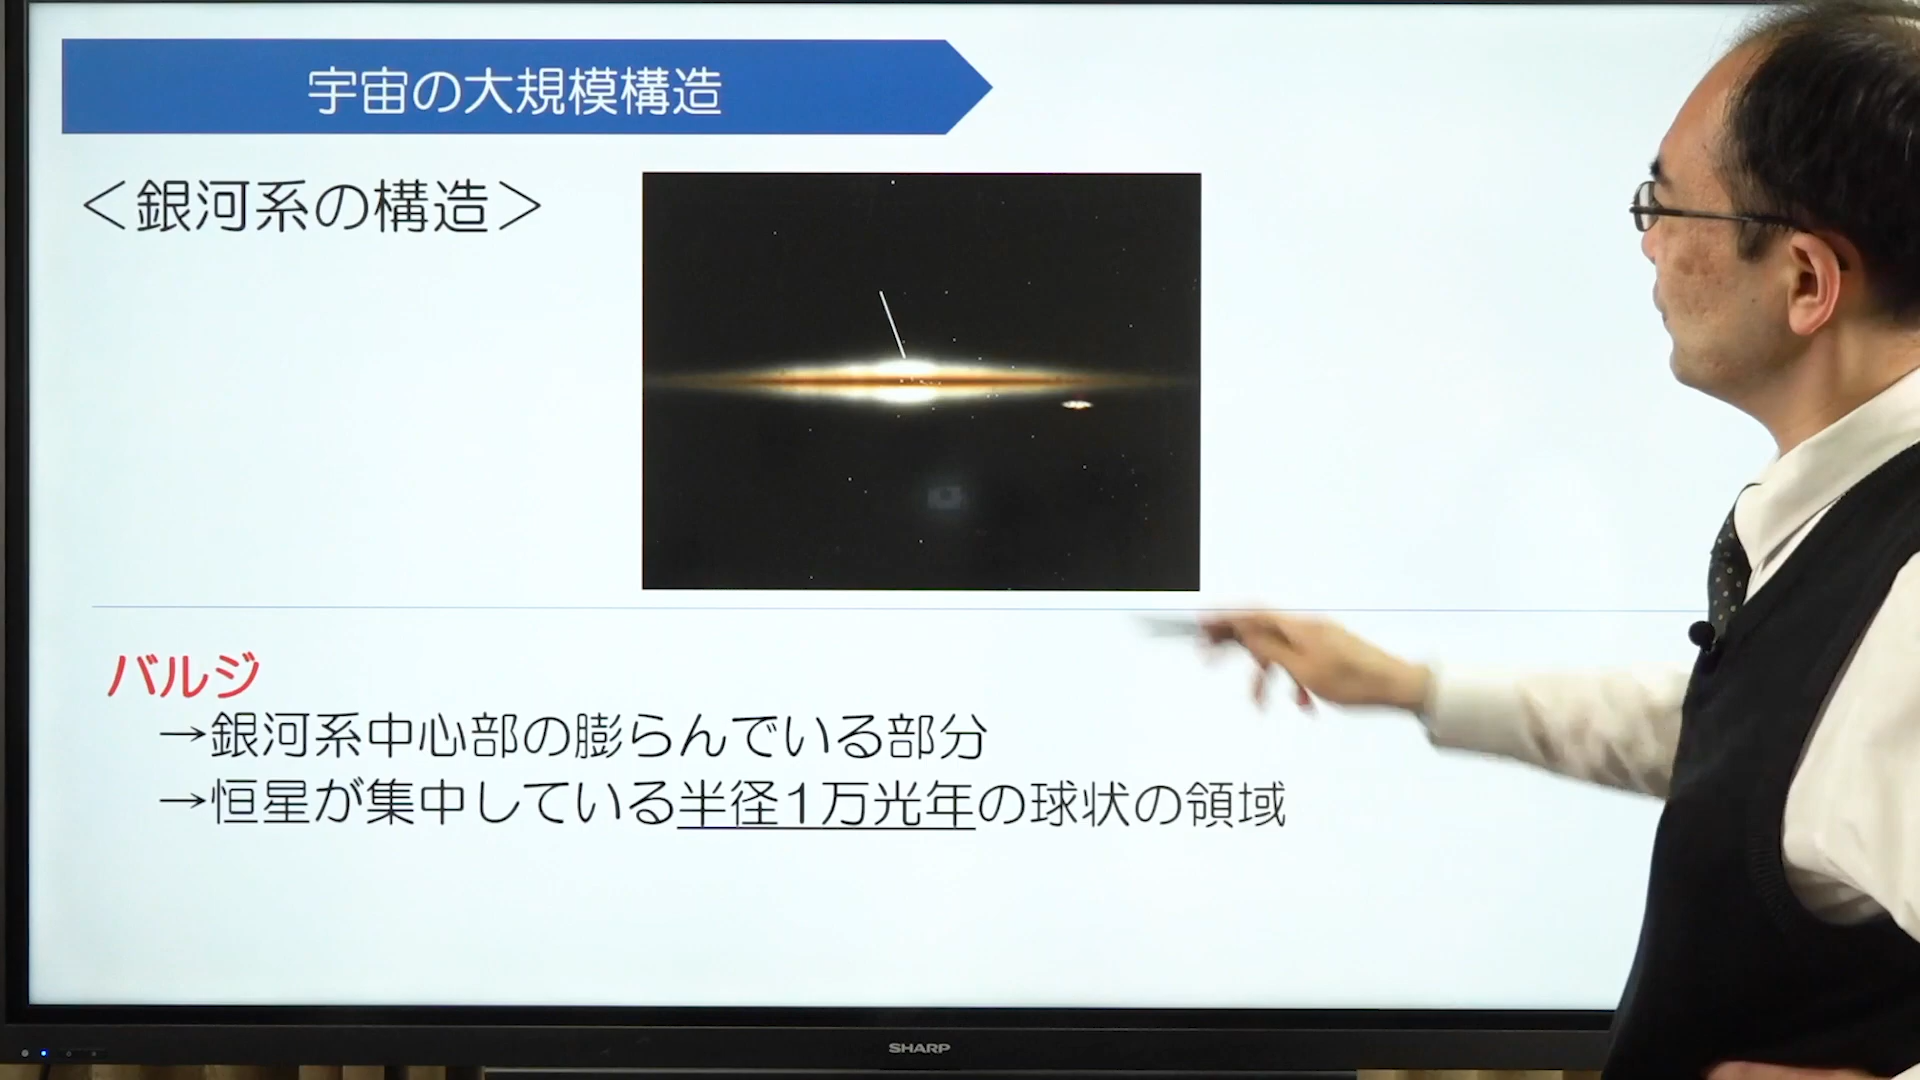 宇宙の大規模構造
＜銀河系の構造＞
バルジ
→銀河系中心部の膨らんでいる部分
→恒星が集中している半径１万光年の球状の領域
SHARP